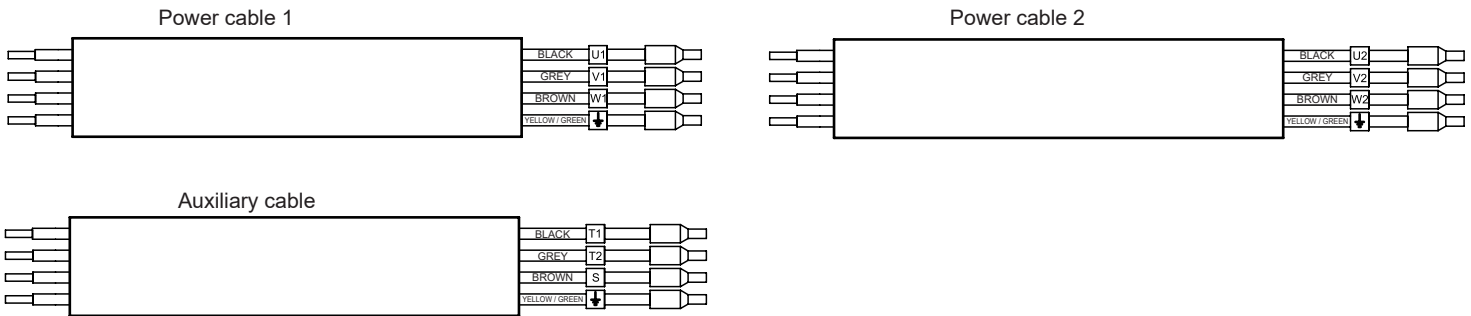 Power cable 1
BLACK U1
GREY V1
BROWN W1
YELLOW / GREEN
Power cable 2
BLACK U2
GREY V2
BROWN W2
YELLOW / GREEN
Auxiliary cable
BLACK T1
GREY T2
BROWN S
YELLOW / GREEN